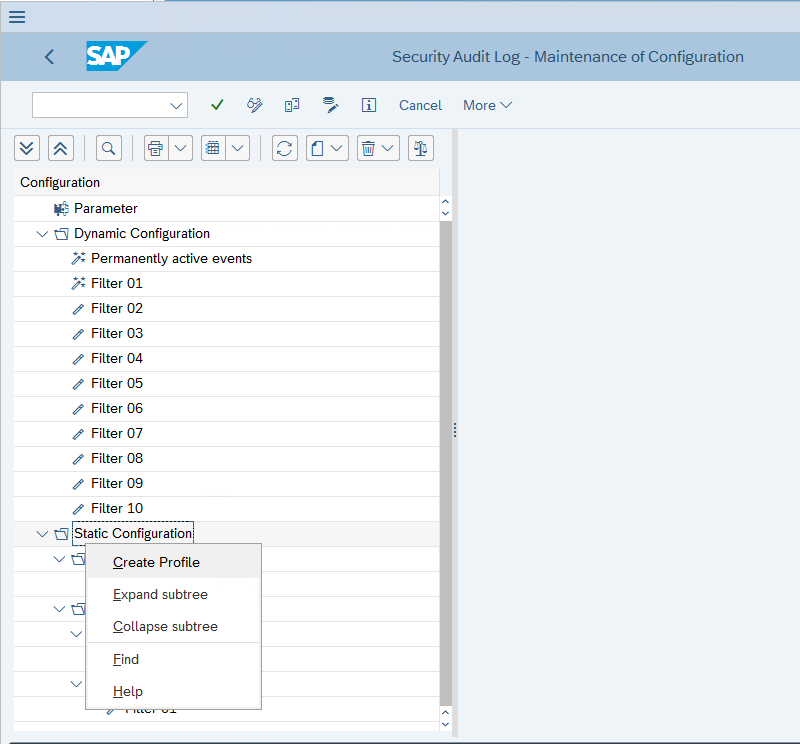 SAP
Security Audit Log - Maintenance of Configuration
Cancel More
Configuration
Parameter
Dynamic Configuration
Permanently active events
Filter 01
Filter 02
Filter 03
Filter 04
Filter 05
Filter 06
Filter 07
Filter 08
Filter 09
Filter 10
Static Configuration
Create Profile
Expand subtree
Collapse subtree
Find
Help
Filter 01